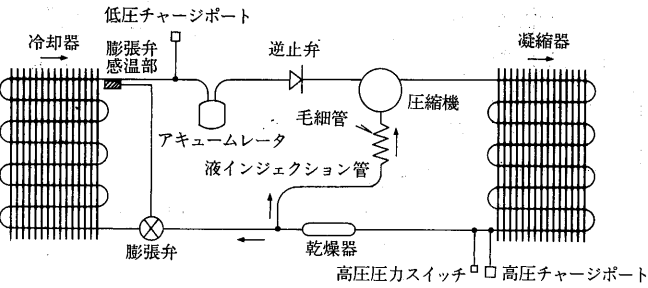 低圧チャージポート
冷却器
膨張弁
感温部
逆止弁
凝縮器
毛細管
圧縮機
アキュームレータ
液インジェクション管
膨張弁
乾燥器
高圧圧力スイッチ
高圧チャージポート